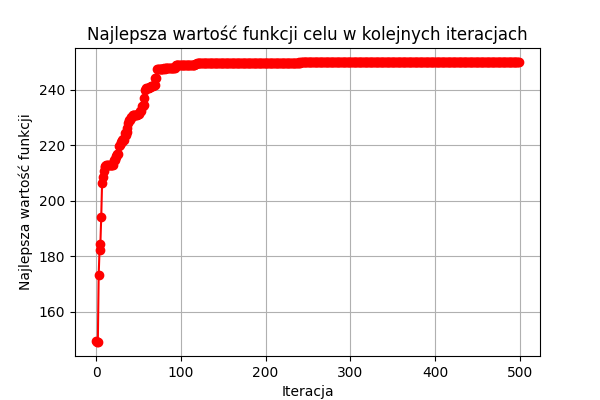 Najlepsza wartość funkcji celu w kolejnych iteracjach
Najlepsza wartość funkcji
240
220
200
180
160
0 100 200 300 400 500
Iteracja